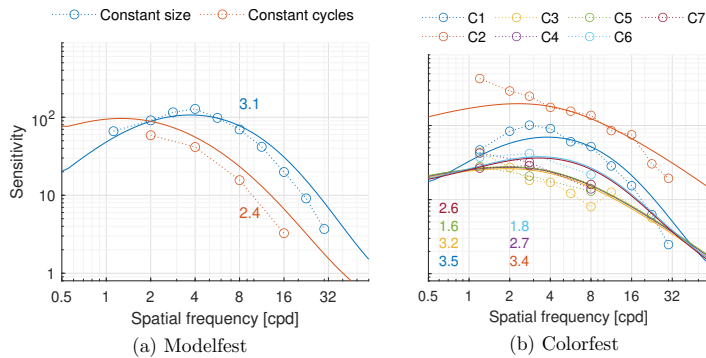 Constant size Constant cycles
Sensitivity
10²
10
1
3.1
2.4
0.5 1 2 4 8 16 32
Spatial frequency [cpd]
(a) Modelfest
C1 C3 C5 C7
C2 C4 C6
2.6
1.6 1.8
3.2 2.7
3.5 3.4
0.5 1 2 4 8 16 32
Spatial frequency [cpd]
(b) Colorfest